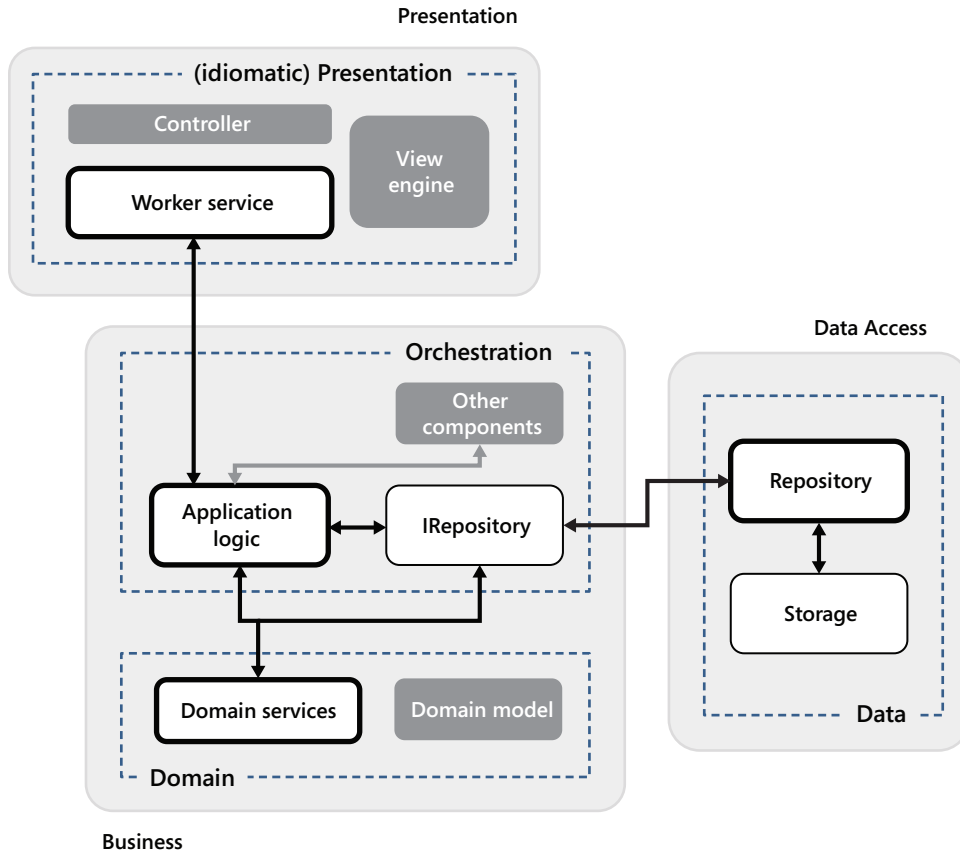 Presentation
(idiomatic) Presentation
Controller
View
engine
Worker service
Data Access
Orchestration
Other
components
Repository
Application
logic
IRepository
Storage
Domain services
Domain model
Data
Domain
Business